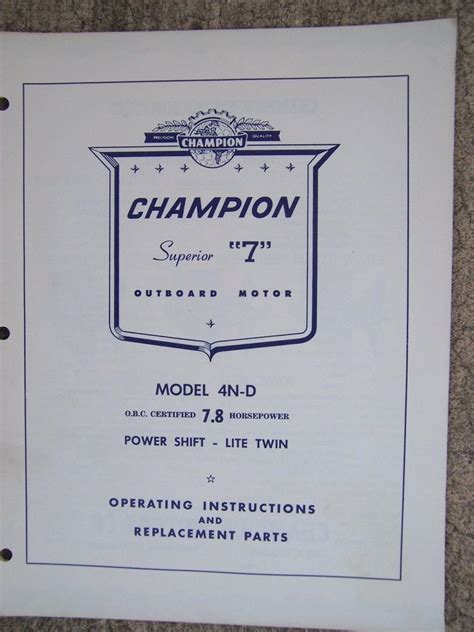 PRECISION QUALITY
CHAMPION
CHAMPION
Superior "7"
OUTBOARD MOTOR
MODEL 4N-D
O.B.C. CERTIFIED 7.8 HORSEPOWER
POWER SHIFT - LITE TWIN
OPERATING INSTRUCTIONS
AND
REPLACEMENT PARTS